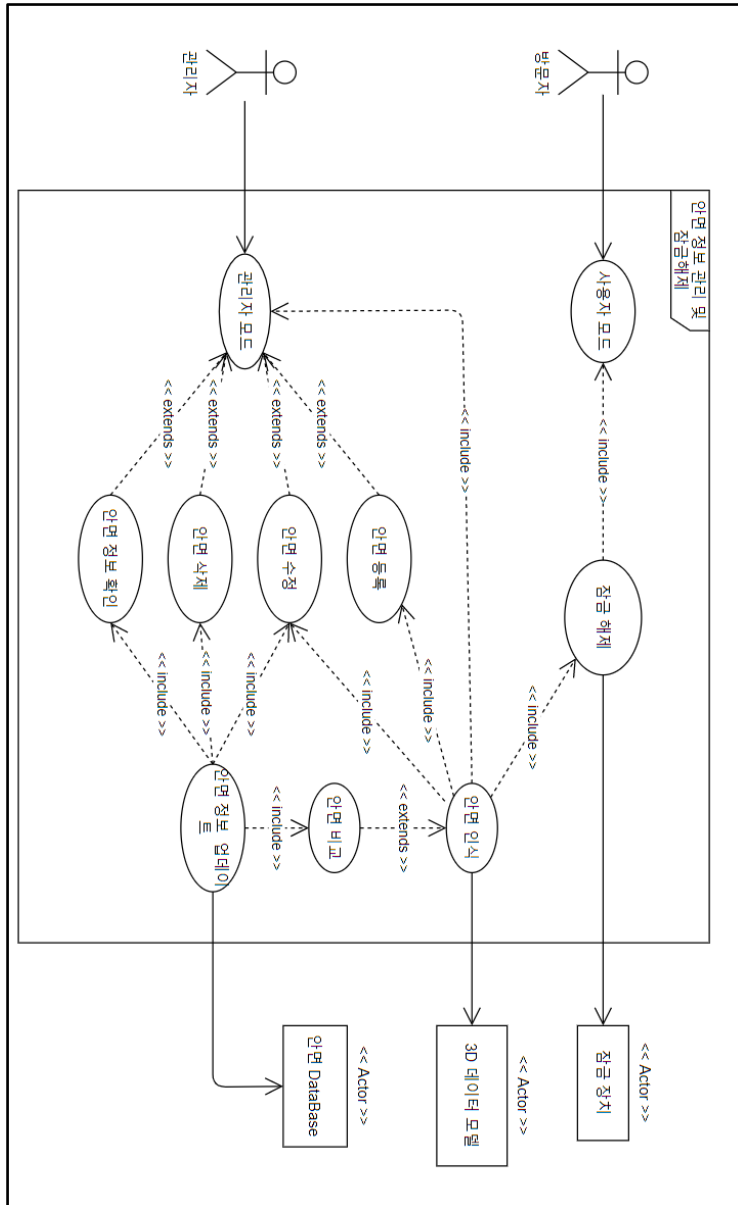 안면 정보 관리 및
잠금해제
<< Actor >>
방문자
사용자 모드
<< include >>
잠금 해제
잠금 장치
<< include >>
<< Actor >>
<< include >>
안면 인식
3D 데이터 모델
<< include >>
<< extends >>
<< Actor >>
<< extends >>
안면 등록
<< include >>
안면 비교
안면 DataBase
<< extends >>
안면 수정
<< include >>
<< include >>
관리자
관리자 모드
<< extends >>
안면 삭제
<< include >>
안면 정보 업데이
트
<< extends >>
안면 정보 확인
<< include >>